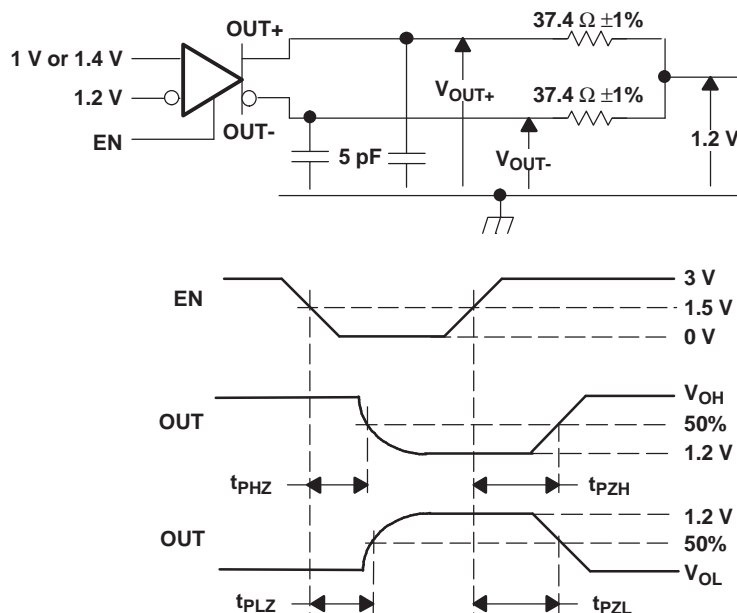 OUT+
37.4 Ω ±1%
1 V or 1.4 V
V_OUT+
37.4 Ω ±1%
1.2 V
EN
OUT-
5 pF
V_OUT-
1.2 V
EN
3 V
1.5 V
0 V
OUT
V_OH
50%
1.2 V
t_PHZ
t_PZH
OUT
1.2 V
50%
V_OL
t_PLZ
t_PZL